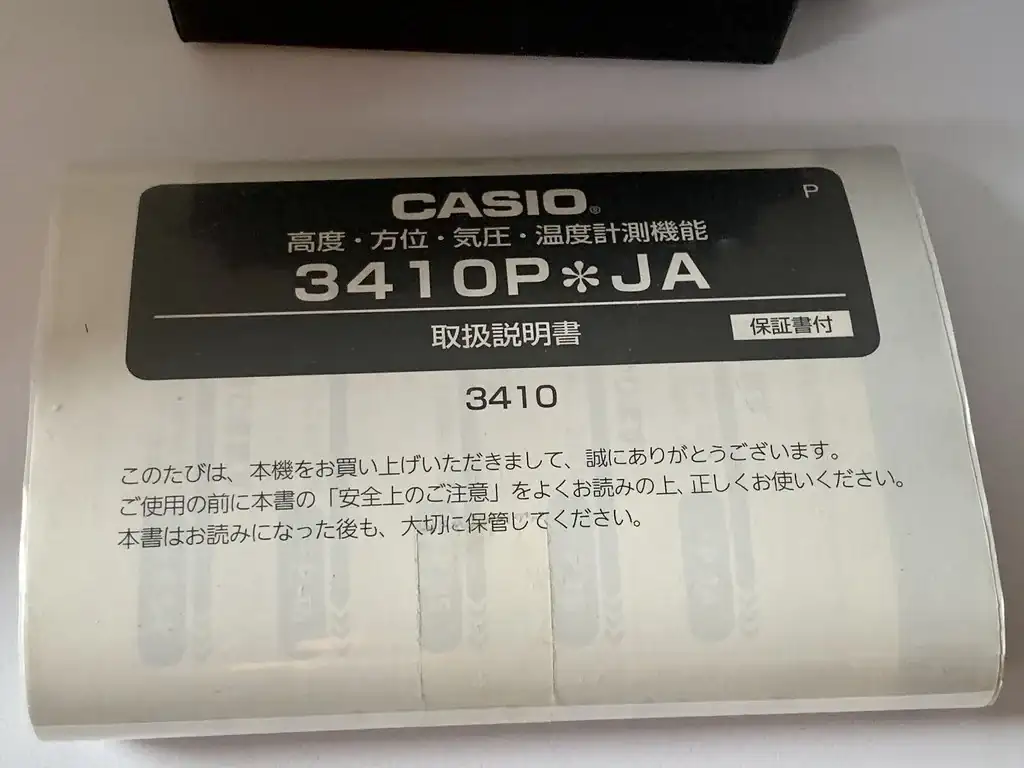 P
CASIO®
高度・方位・気圧・温度計測機能
3410P＊JA
取扱説明書
保証書付
3410
このたびは、本機をお買い上げいただきまして、誠にありがとうございます。
ご使用の前に本書の「安全上のご注意」をよくお読みの上、正しくお使いください。
本書はお読みになった後も、大切に保管してください。